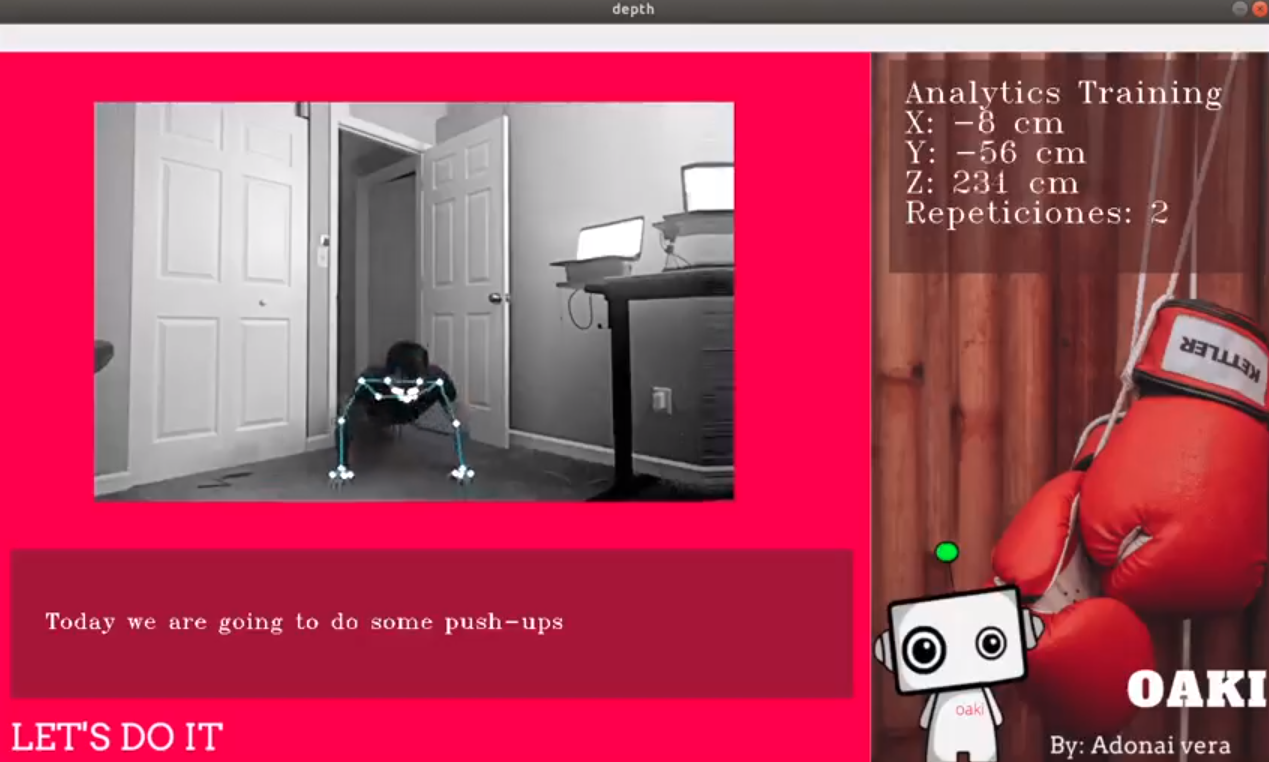 depth
Analytics Training
X: -8 cm
Y: -56 cm
Z: 231 cm
Repeticiones: 2
KETTLER
Today we are going to do some push-ups
LET'S DO IT
oaki
OAKI
By: Adonai vera